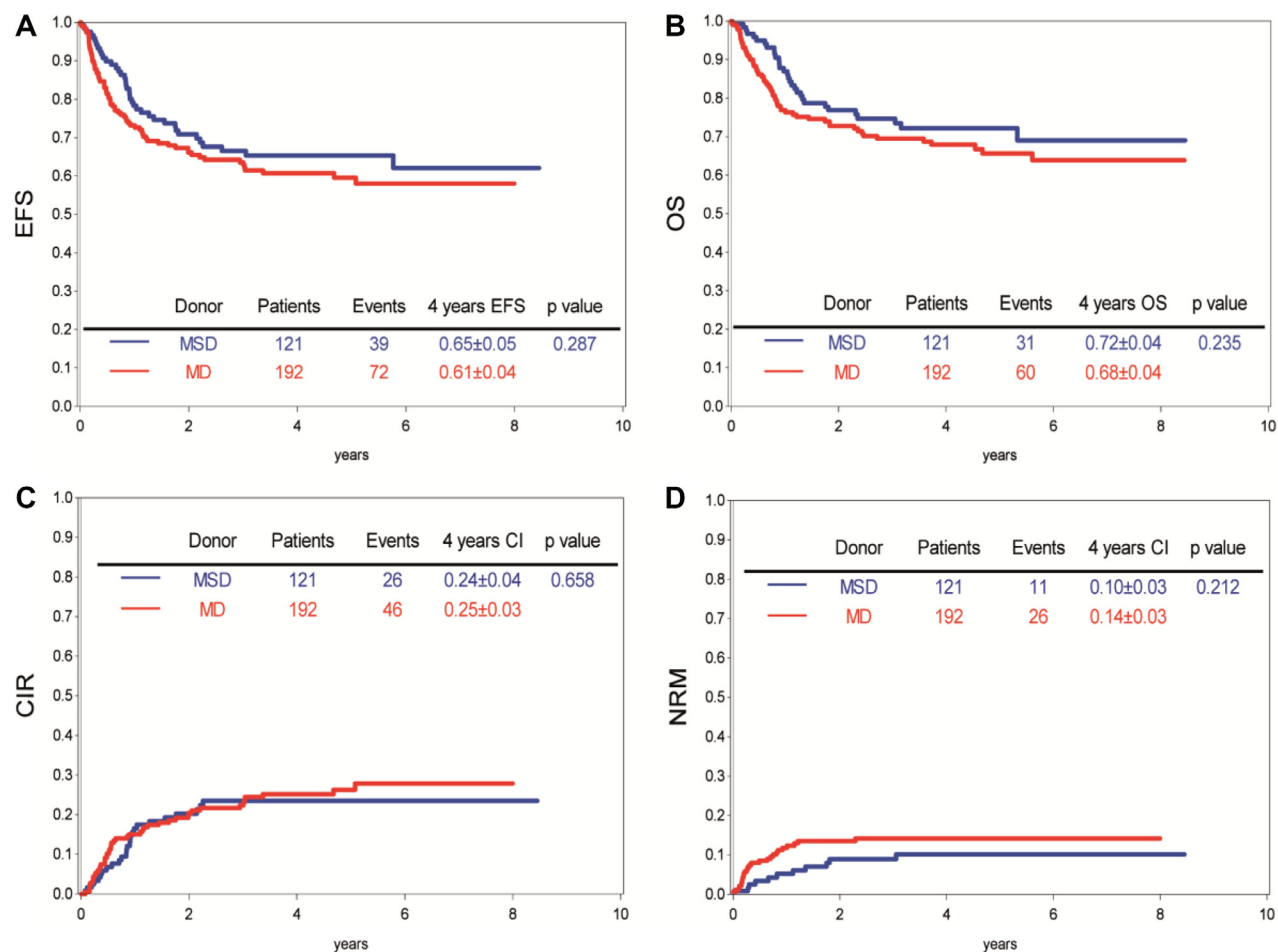 A
1.0
0.9
0.8
0.7
0.6
0.5
0.4
0.3
0.2
0.1
0.0
EFS
Donor Patients Events 4 years EFS p value
MSD 121 39 0.65±0.05 0.287
MD 192 72 0.61±0.04
0 2 4 6 8 10
years
B
1.0
0.9
0.8
0.7
0.6
0.5
0.4
0.3
0.2
0.1
0.0
OS
Donor Patients Events 4 years OS p value
MSD 121 31 0.72±0.04 0.235
MD 192 60 0.68±0.04
0 2 4 6 8 10
years
C
1.0
0.9
0.8
0.7
0.6
0.5
0.4
0.3
0.2
0.1
0.0
CIR
Donor Patients Events 4 years CI p value
MSD 121 26 0.24±0.04 0.658
MD 192 46 0.25±0.03
0 2 4 6 8 10
years
D
1.0
0.9
0.8
0.7
0.6
0.5
0.4
0.3
0.2
0.1
0.0
NRM
Donor Patients Events 4 years CI p value
MSD 121 11 0.10±0.03 0.212
MD 192 26 0.14±0.03
0 2 4 6 8 10
years